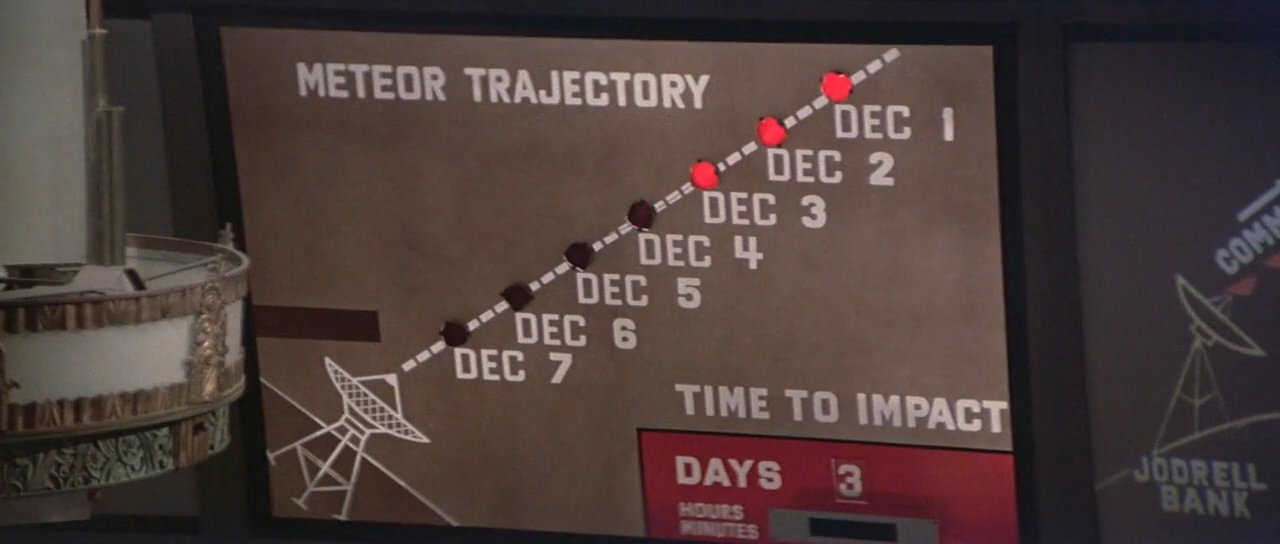 METEOR TRAJECTORY
DEC 1
DEC 2
DEC 3
DEC 4
DEC 5
DEC 6
DEC 7
TIME TO IMPACT
DAYS 3
HOURS
MINUTES
COMM
JODRELL
BANK